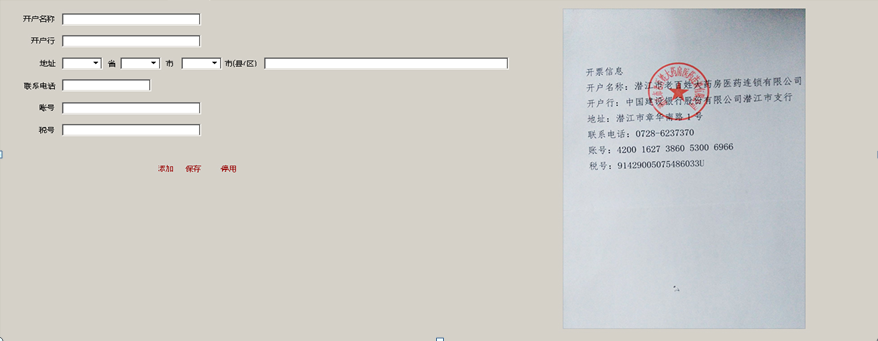 开户名称
开户行
地址 省 市 市(县/区)
联系电话
账号
税号
添加 保存 停用
开票信息
开户名称：潜江市老百姓大药房医药连锁有限公司
开户行：中国建设银行股份有限公司潜江市支行
地址：潜江市章华南路1号
联系电话：0728-6237370
账号：4200 1627 3860 5300 6966
税号：91429005075486033U